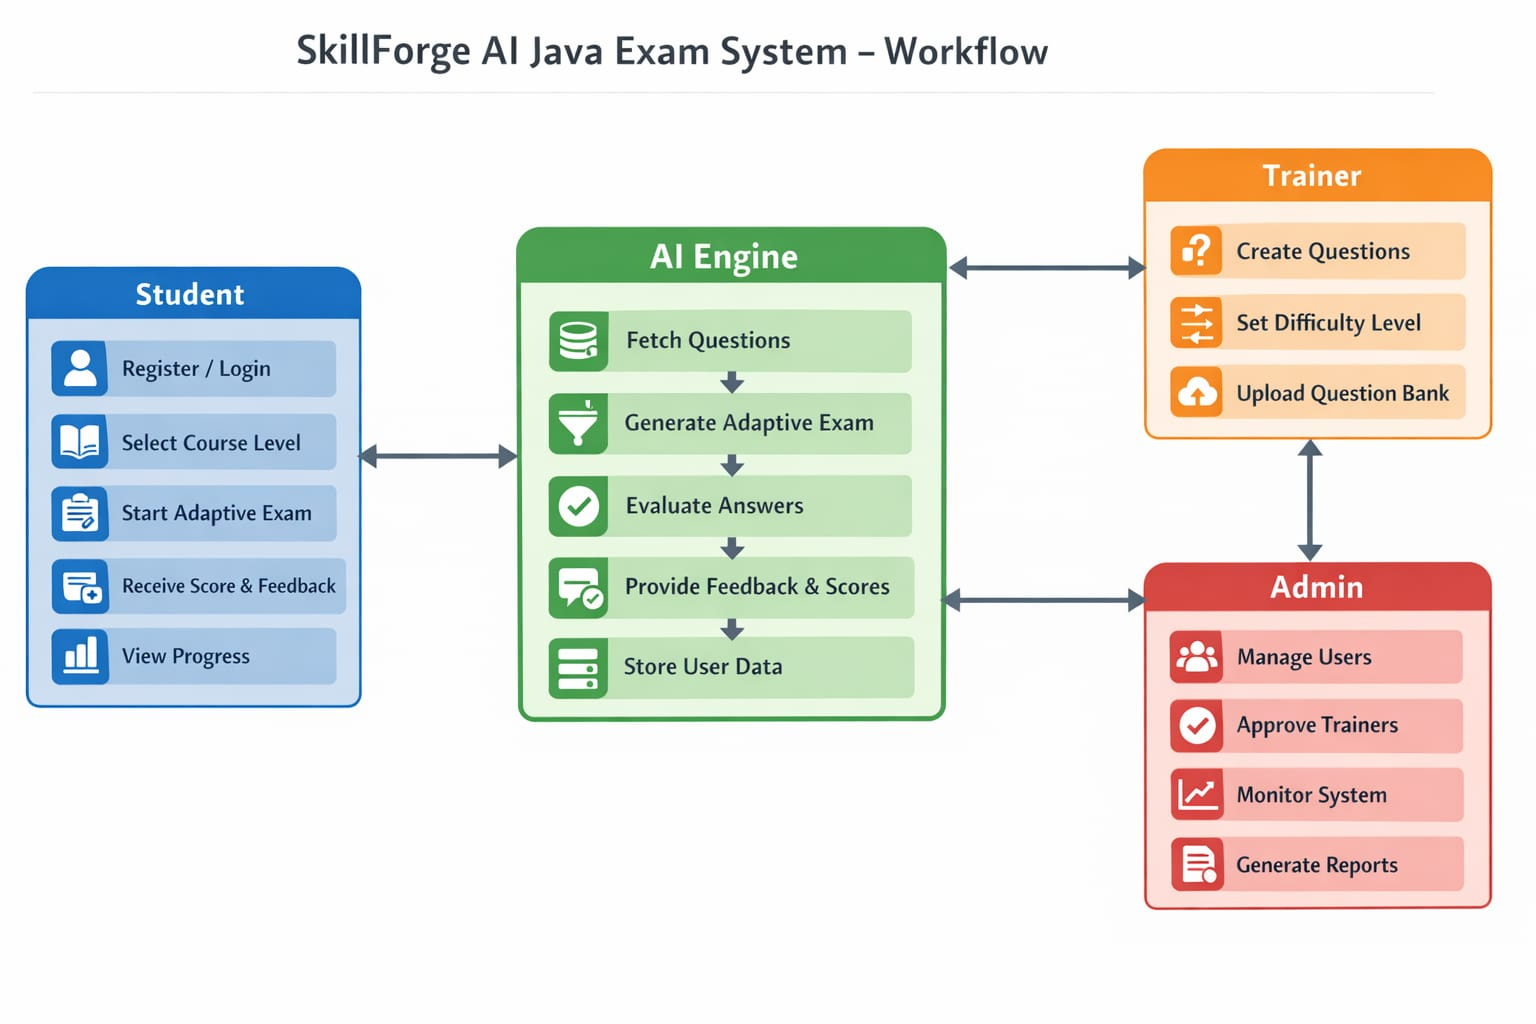 SkillForge AI Java Exam System – Workflow
Student
Register / Login
Select Course Level
Start Adaptive Exam
Receive Score & Feedback
View Progress
AI Engine
Fetch Questions
Generate Adaptive Exam
Evaluate Answers
Provide Feedback & Scores
Store User Data
Trainer
Create Questions
Set Difficulty Level
Upload Question Bank
Admin
Manage Users
Approve Trainers
Monitor System
Generate Reports